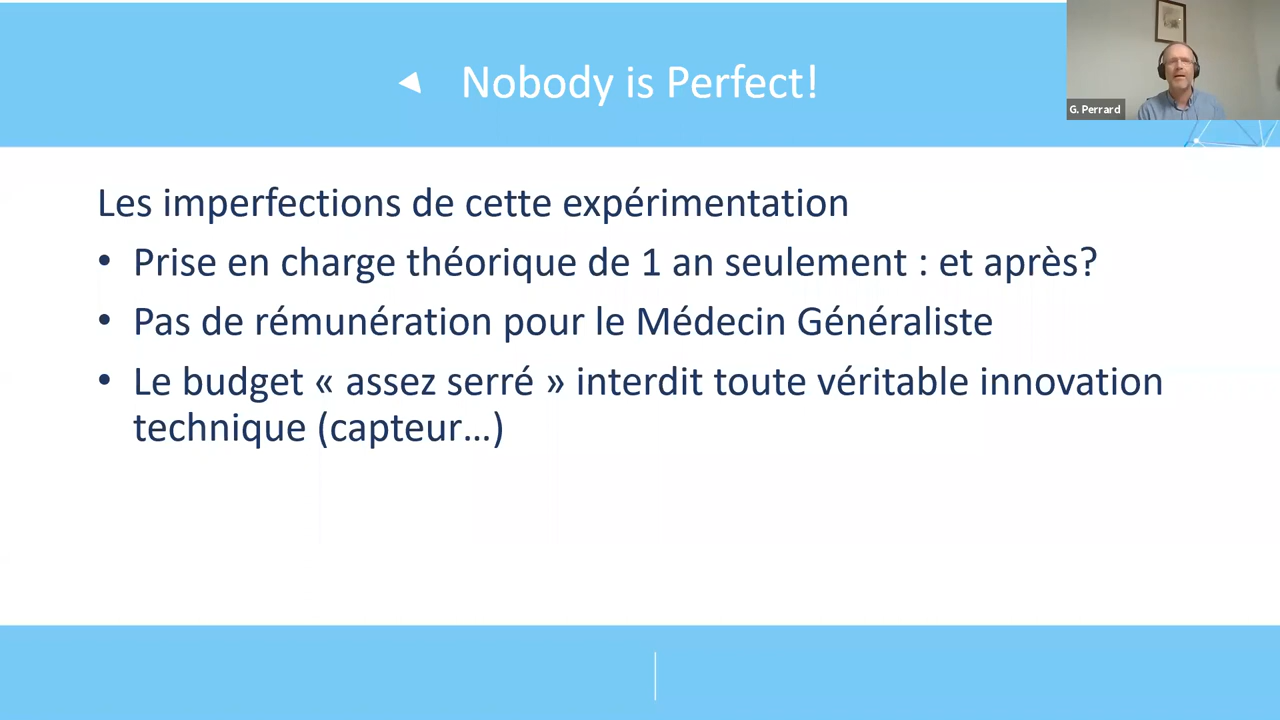 Nobody is Perfect!
G. Perrard
Les imperfections de cette expérimentation
• Prise en charge théorique de 1 an seulement : et après?
• Pas de rémunération pour le Médecin Généraliste
• Le budget « assez serré » interdit toute véritable innovation
technique (capteur...)